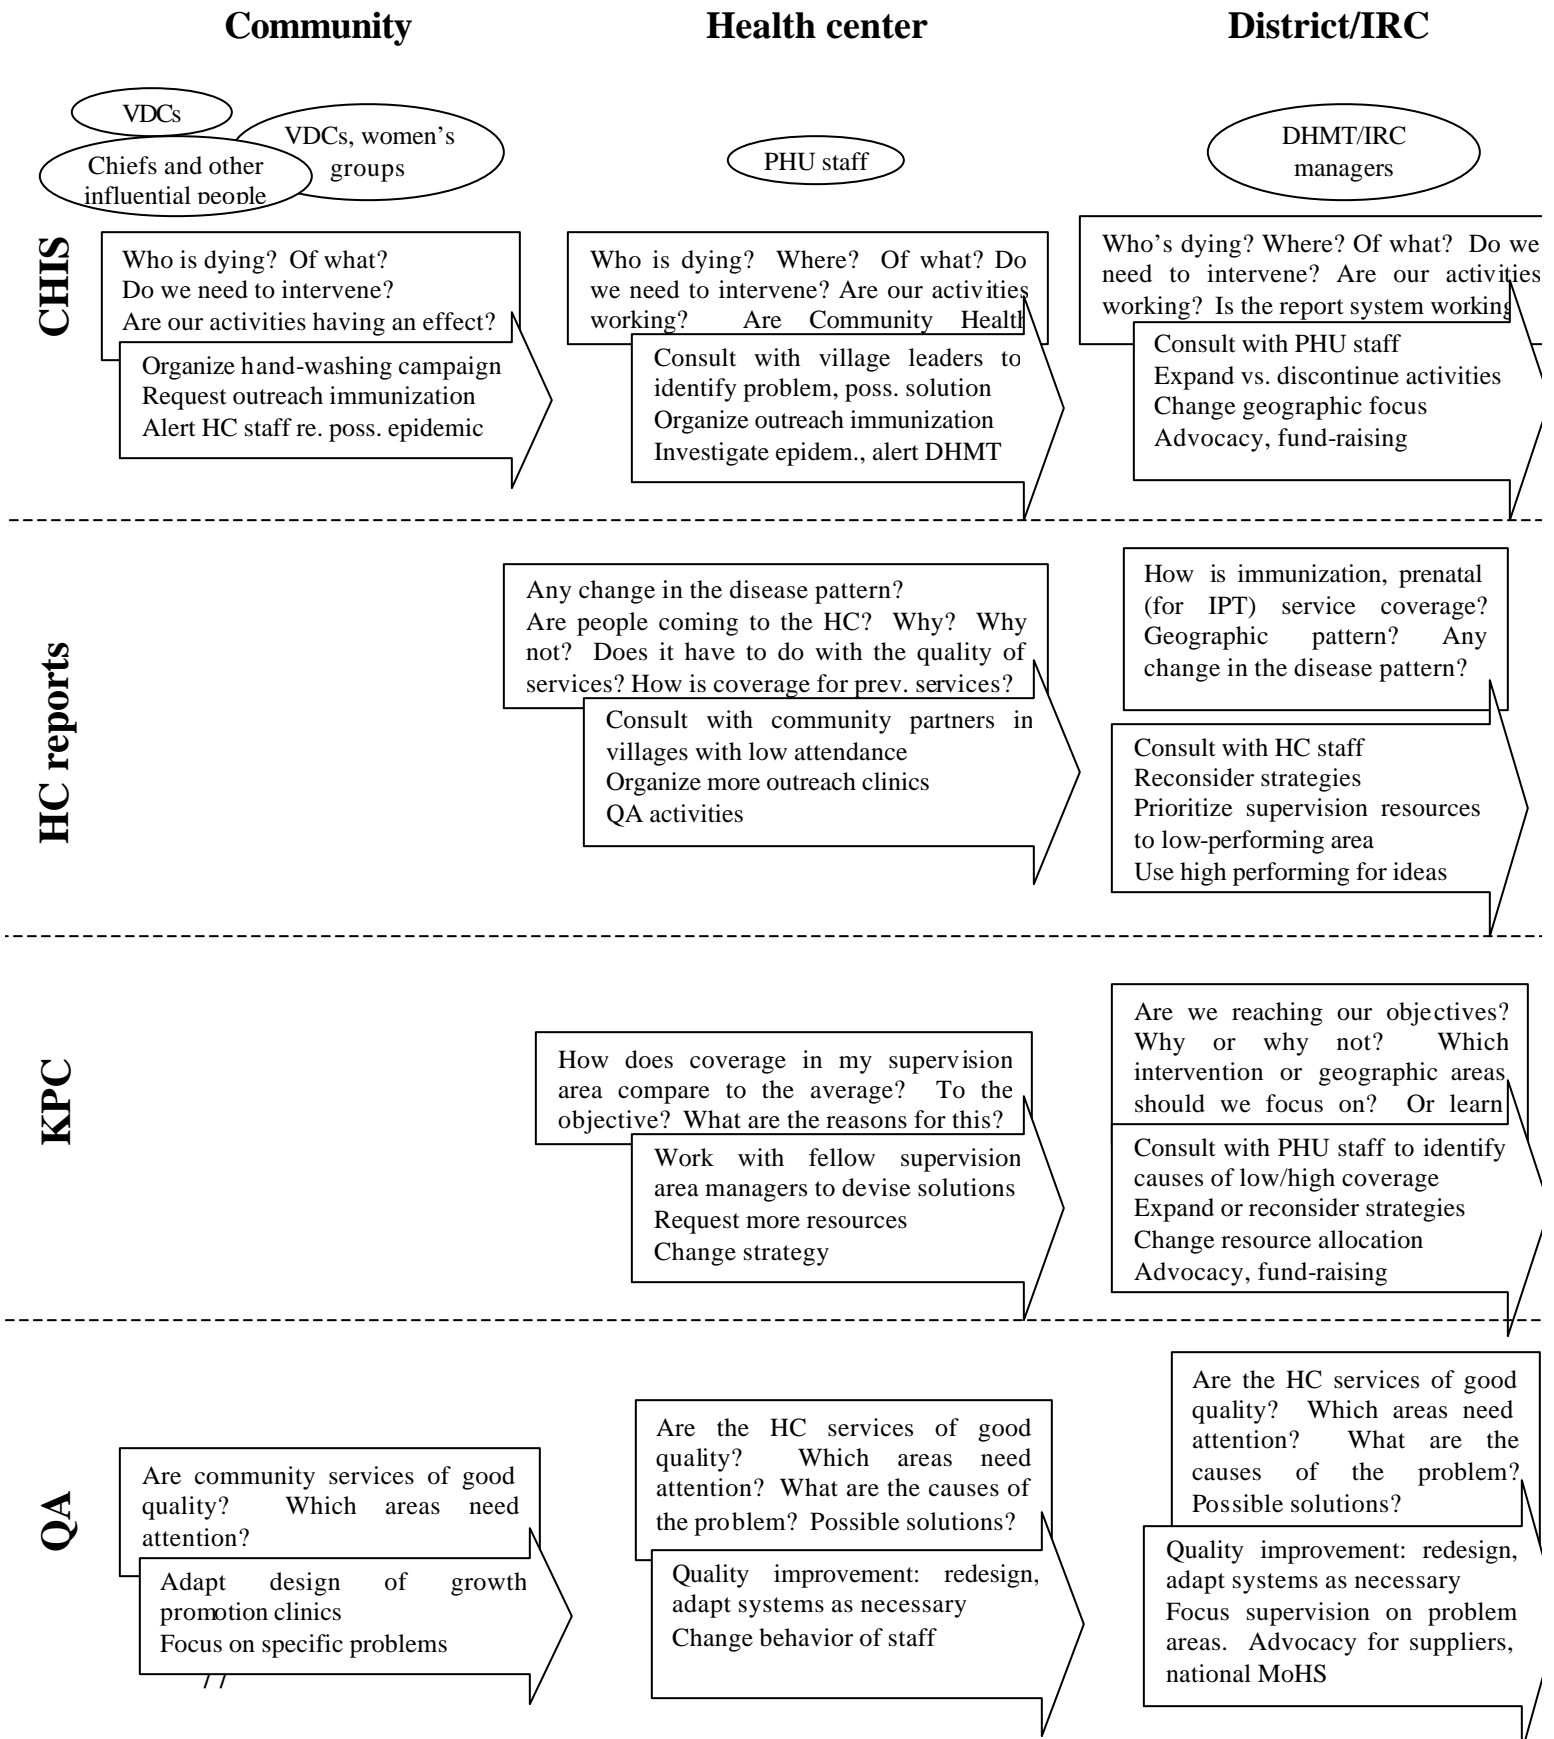 Community
Health center
District/IRC
VDCs
VDCs, women's
groups
Chiefs and other
influential people
PHU staff
DHMT/IRC
managers
CHIS
Who is dying? Of what?
Do we need to intervene?
Are our activities having an effect?
Organize hand-washing campaign
Request outreach immunization
Alert HC staff re. poss. epidemic
Who is dying? Where? Of what? Do
we need to intervene? Are our activities
working? Are Community Health
Consult with village leaders to
identify problem, poss. solution
Organize outreach immunization
Investigate epidem., alert DHMT
Who's dying? Where? Of what? Do we
need to intervene? Are our activities
working? Is the report system working
Consult with PHU staff
Expand vs. discontinue activities
Change geographic focus
Advocacy, fund-raising
HC reports
Any change in the disease pattern?
Are people coming to the HC? Why? Why
not? Does it have to do with the quality of
services? How is coverage for prev. services?
Consult with community partners in
villages with low attendance
Organize more outreach clinics
QA activities
How is immunization, prenatal
(for IPT) service coverage?
Geographic pattern? Any
change in the disease pattern?
Consult with HC staff
Reconsider strategies
Prioritize supervision resources
to low-performing area
Use high performing for ideas
KPC
How does coverage in my supervision
area compare to the average? To the
objective? What are the reasons for this?
Work with fellow supervision
area managers to devise solutions
Request more resources
Change strategy
Are we reaching our objectives?
Why or why not? Which
intervention or geographic areas
should we focus on? Or learn
Consult with PHU staff to identify
causes of low/high coverage
Expand or reconsider strategies
Change resource allocation
Advocacy, fund-raising
QA
Are community services of good
quality? Which areas need
attention?
Adapt design of growth
promotion clinics
Focus on specific problems
Are the HC services of good
quality? Which areas need
attention? What are the causes of
the problem? Possible solutions?
Quality improvement: redesign,
adapt systems as necessary
Change behavior of staff
Are the HC services of good
quality? Which areas need
attention? What are the
causes of the problem?
Possible solutions?
Quality improvement: redesign,
adapt systems as necessary
Focus supervision on problem
areas. Advocacy for suppliers,
national MoHS